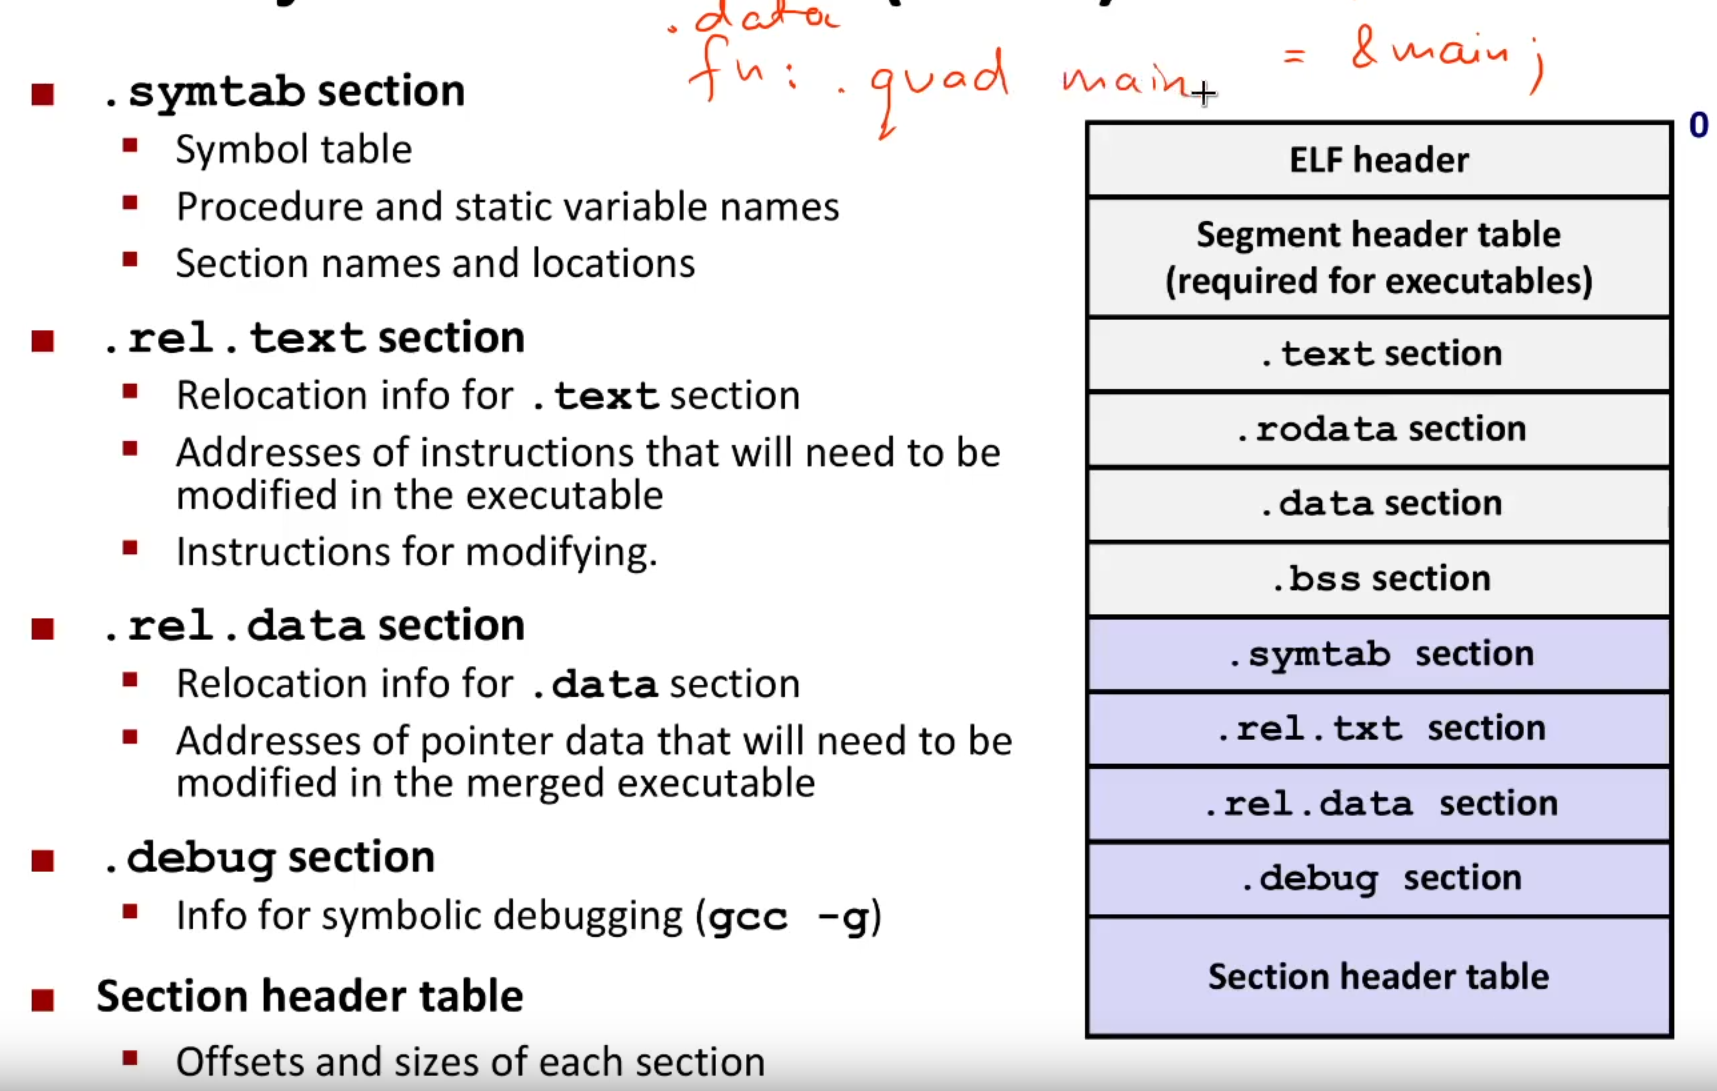 .data
fn: .quad main = &main;
■ .symtab section
▪ Symbol table
▪ Procedure and static variable names
▪ Section names and locations
■ .rel.text section
▪ Relocation info for .text section
▪ Addresses of instructions that will need to be
modified in the executable
▪ Instructions for modifying.
■ .rel.data section
▪ Relocation info for .data section
▪ Addresses of pointer data that will need to be
modified in the merged executable
■ .debug section
▪ Info for symbolic debugging (gcc -g)
■ Section header table
▪ Offsets and sizes of each section
0
ELF header
Segment header table
(required for executables)
.text section
.rodata section
.data section
.bss section
.symtab section
.rel.txt section
.rel.data section
.debug section
Section header table